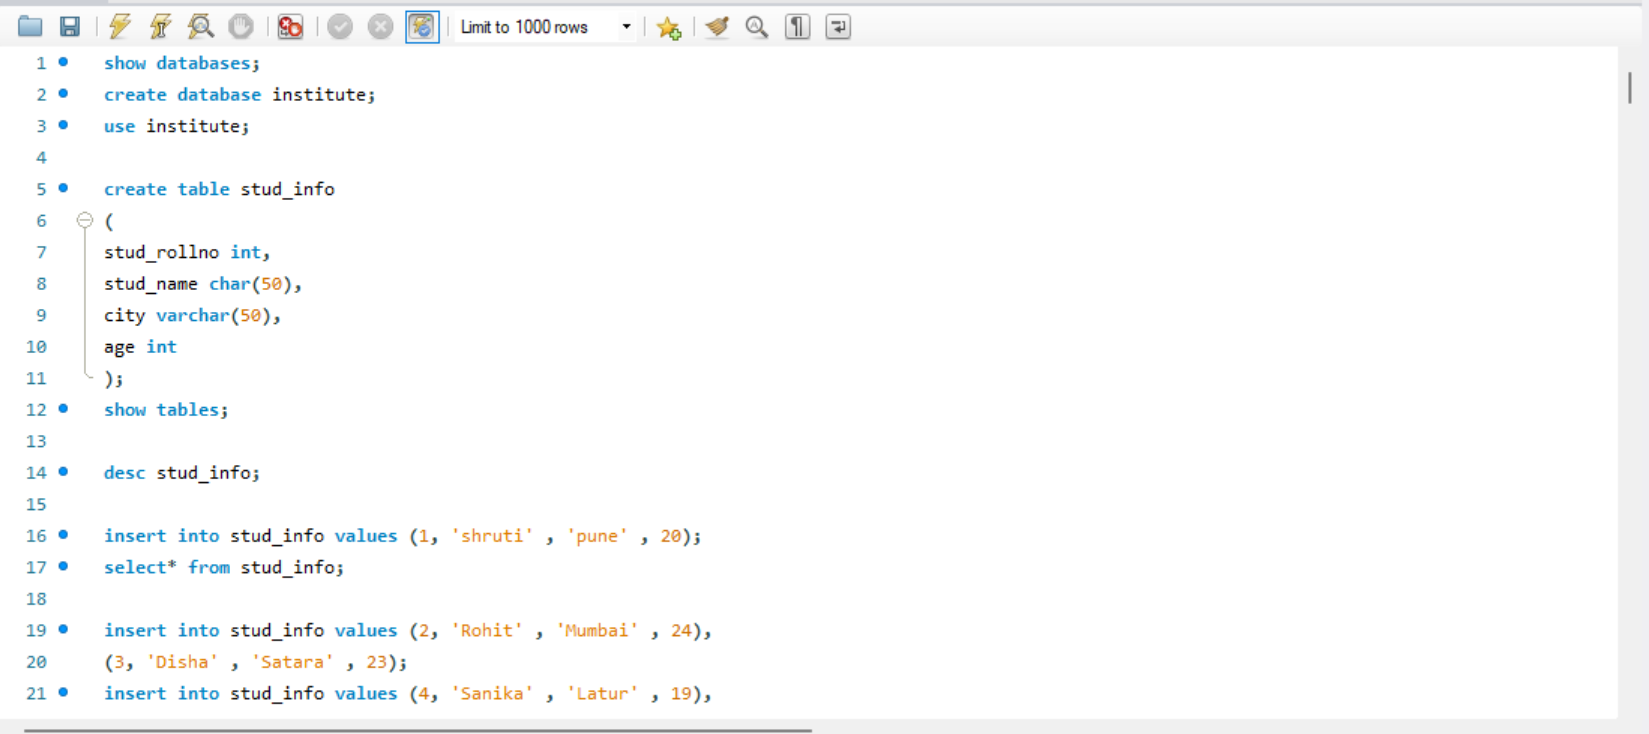 Limit to 1000 rows
1 show databases;
2 create database institute;
3 use institute;
4
5 create table stud_info
6 (
7 stud_rollno int,
8 stud_name char(50),
9 city varchar(50),
10 age int
11 );
12 show tables;
13
14 desc stud_info;
15
16 insert into stud_info values (1, 'shruti' , 'pune' , 20);
17 select* from stud_info;
18
19 insert into stud_info values (2, 'Rohit' , 'Mumbai' , 24),
20 (3, 'Disha' , 'Satara' , 23);
21 insert into stud_info values (4, 'Sanika' , 'Latur' , 19),